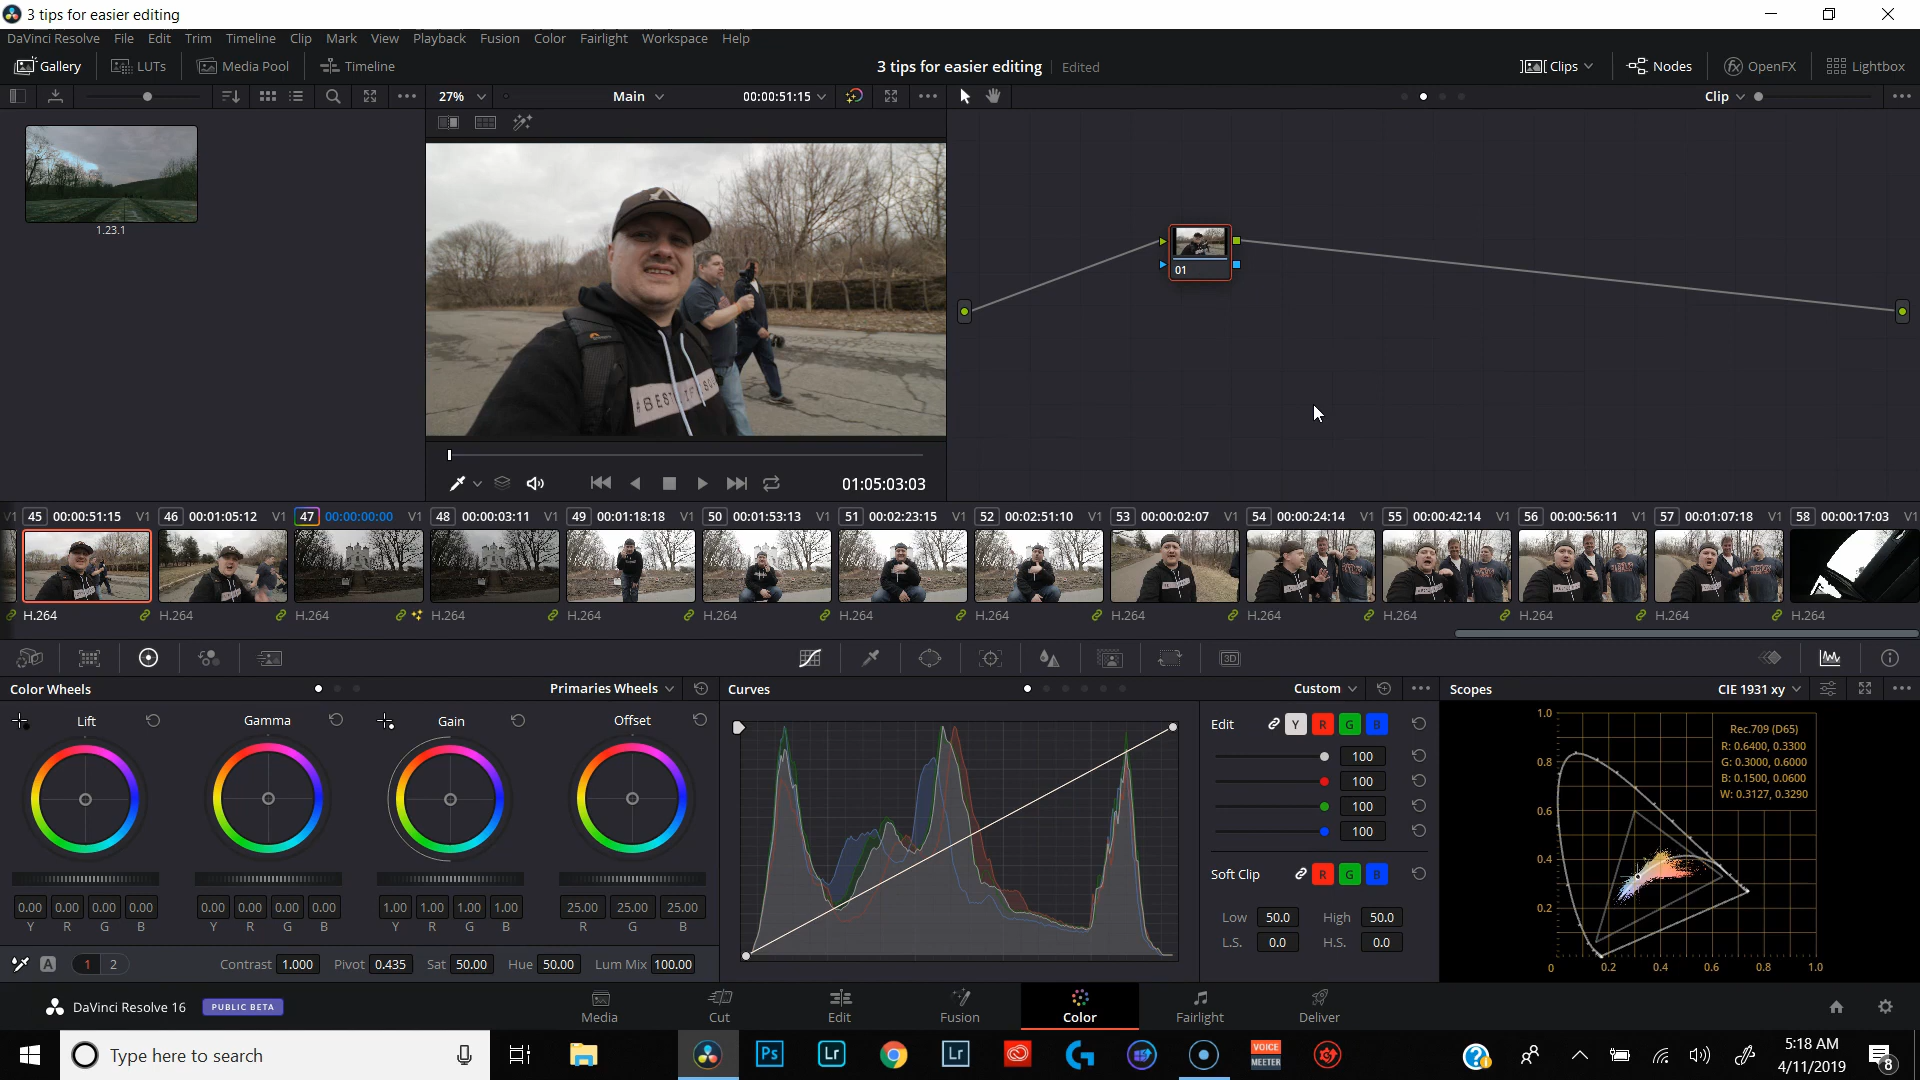 3 tips for easier editing
DaVinci Resolve File Edit Trim Timeline Clip Mark View Playback Fusion Color Fairlight Workspace Help
Gallery LUTs Media Pool Timeline 3 tips for easier editing Edited Clips Nodes fx OpenFX Lightbox
27% Main 00:00:51:15 Clip
1.23.1
01
#BEST
01:05:03:03
V1 45 00:00:51:15 V1 46 00:01:05:12 V1 47 00:00:00:00 V1 48 00:00:03:11 V1 49 00:01:18:18 V1 50 00:01:53:13 V1 51 00:02:23:15 V1 52 00:02:51:10 V1 53 00:00:02:07 V1 54 00:00:24:14 V1 55 00:00:42:14 V1 56 00:00:56:11 V1 57 00:01:07:18 V1 58 00:00:17:03 V1
H.264 H.264 H.264 H.264 H.264 H.264 H.264 H.264 H.264 H.264 H.264 H.264 H.264 H.264
3D
Color Wheels Primaries Wheels Curves Custom Scopes CIE 1931 xy
Lift Gamma Gain Offset
Edit Y R G B
100
100
100
100
Soft Clip R G B
Low 50.0 High 50.0
L.S. 0.0 H.S. 0.0
1.0
0.8
0.6
0.4
0.2
0 0.2 0.4 0.6 0.8 1.0
Rec.709 (D65)
R: 0.6400, 0.3300
G: 0.3000, 0.6000
B: 0.1500, 0.0600
W: 0.3127, 0.3290
0.00 0.00 0.00 0.00 0.00 0.00 0.00 0.00 1.00 1.00 1.00 1.00 25.00 25.00 25.00
Y R G B Y R G B Y R G B R G B
A 1 2 Contrast 1.000 Pivot 0.435 Sat 50.00 Hue 50.00 Lum Mix 100.00
DaVinci Resolve 16 PUBLIC BETA
Media Cut Edit Fusion Color Fairlight Deliver
Type here to search
Ps Lr Lr
VOICE
MEETER
5:18 AM
4/11/2019
8